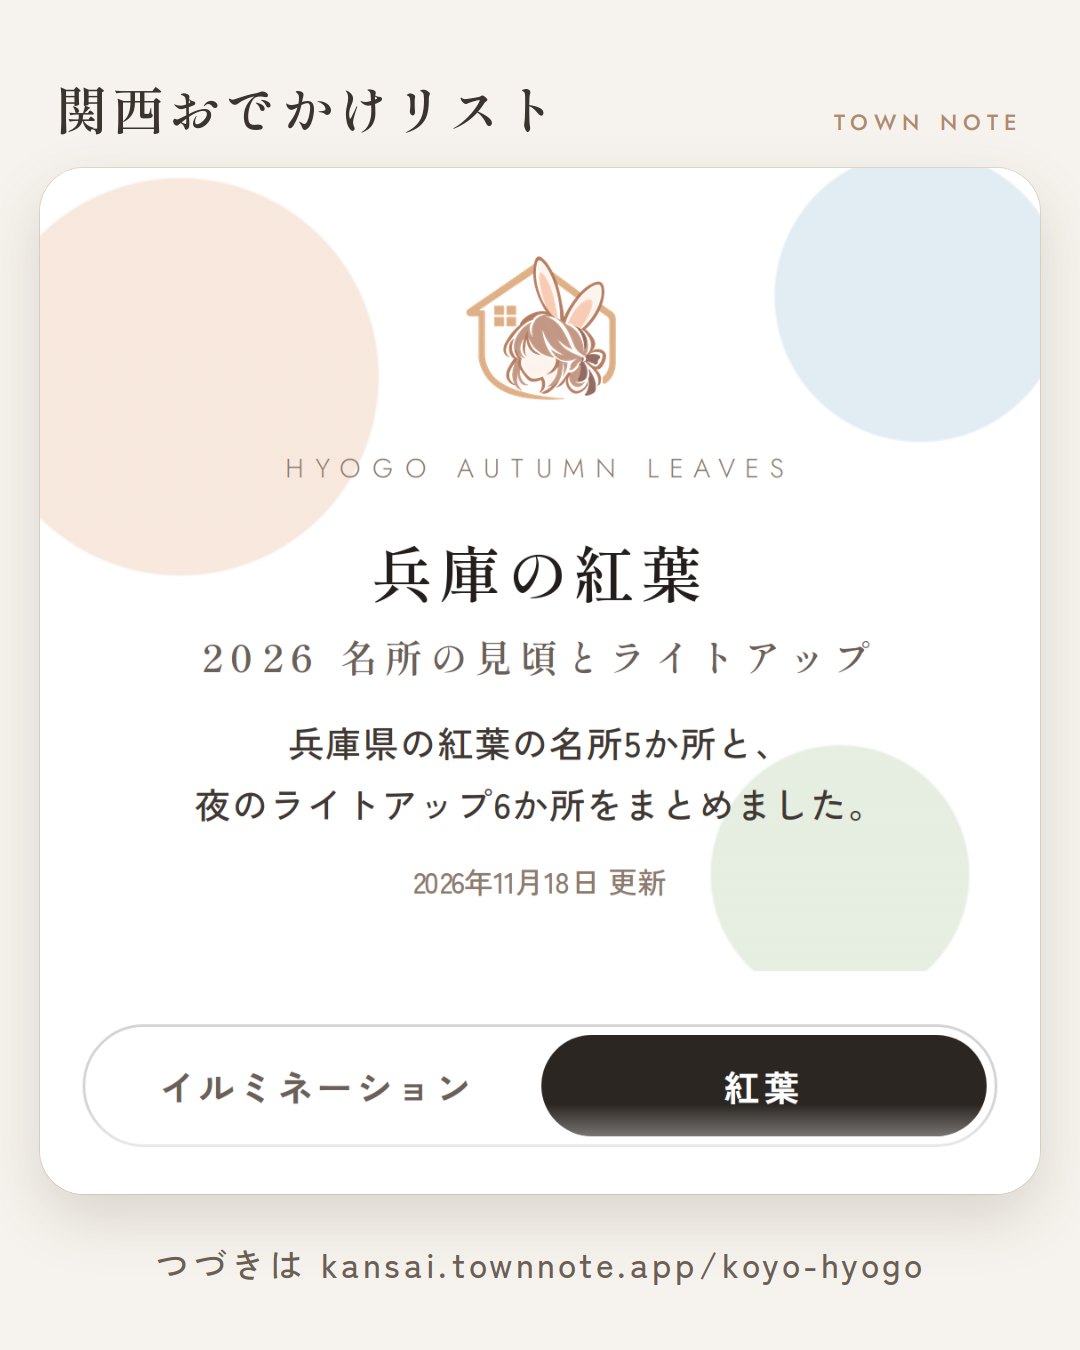 関西おでかけリスト
TOWN NOTE
HYOGO AUTUMN LEAVES
兵庫の紅葉
2026 名所の見頃とライトアップ
兵庫県の紅葉の名所5か所と、
夜のライトアップ6か所をまとめました。
2026年11月18日 更新
イルミネーション
紅葉
つづきは kansai.townnote.app/koyo-hyogo